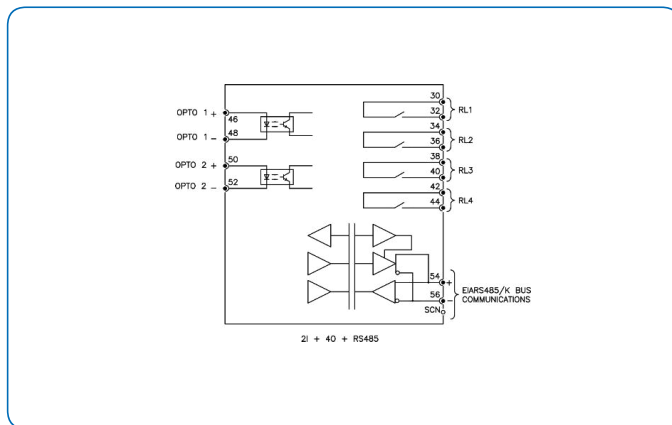 OPTO 1 +
46
OPTO 1 -
48
OPTO 2 +
50
OPTO 2 -
52
30
32
RL1
34
36
RL2
38
40
RL3
42
44
RL4
54
+
56
-
SCN
EIARS485/K BUS
COMMUNICATIONS
2I + 4O + RS485